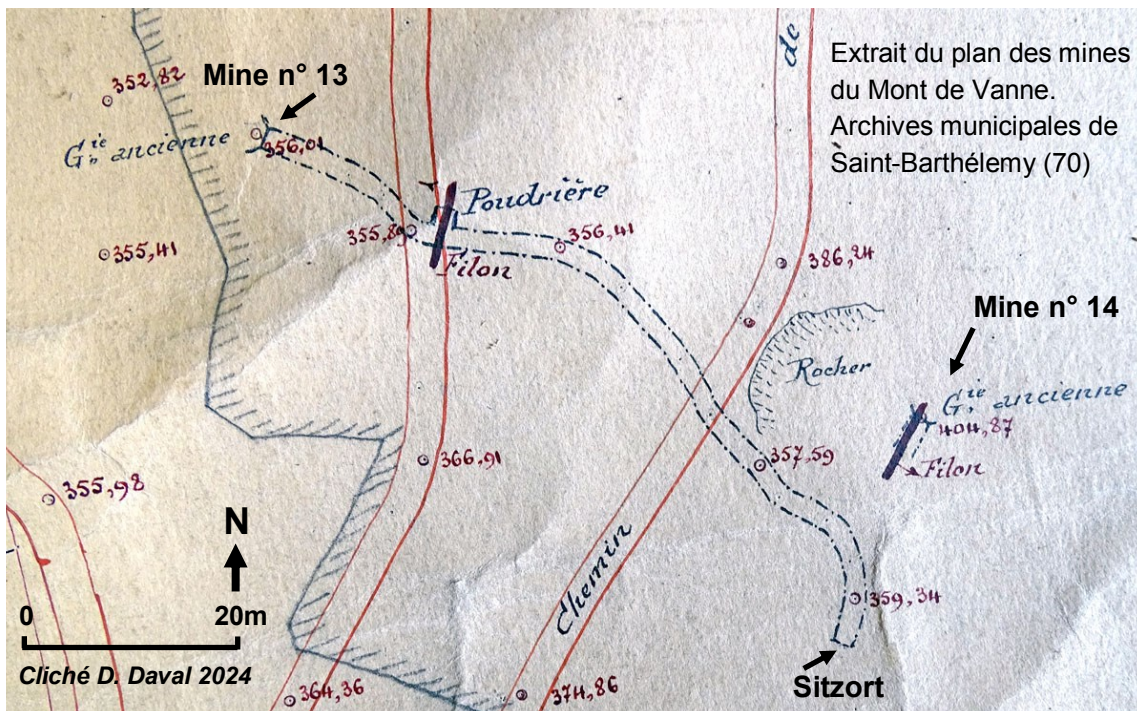 de
Extrait du plan des mines
du Mont de Vanne.
Archives municipales de
Saint-Barthélemy (70)
352,82
Mine n° 13
Gie ancienne
356,01
Poudrière
355,89
356,41
355,41
Filon
386,24
Mine n° 14
Rocher
Gie ancienne
404,87
366,91
357,59
Filon
355,98
N
Chemin
0 20m
359,34
Cliché D. Daval 2024
364,36
374,86
Sitzort